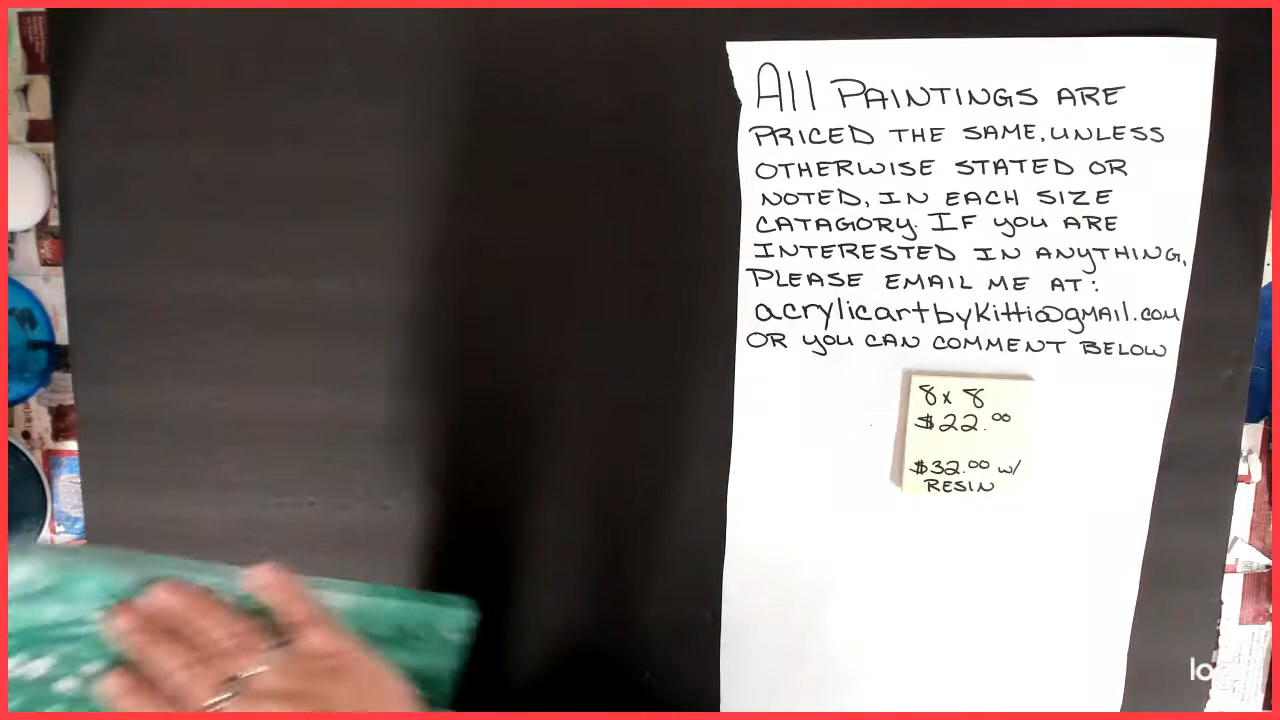 All PAINTINGS ARE
PRICED THE SAME, UNLESS
OTHERWISE STATED OR
NOTED, IN EACH SIZE
CATAGORY. IF YOU ARE
INTERESTED IN ANYTHING,
PLEASE EMAIL ME AT:
acrylicartbykitti@gmail.com
OR YOU CAN COMMENT BELOW
8 x 8
$22.00
$32.00 w/
RESIN